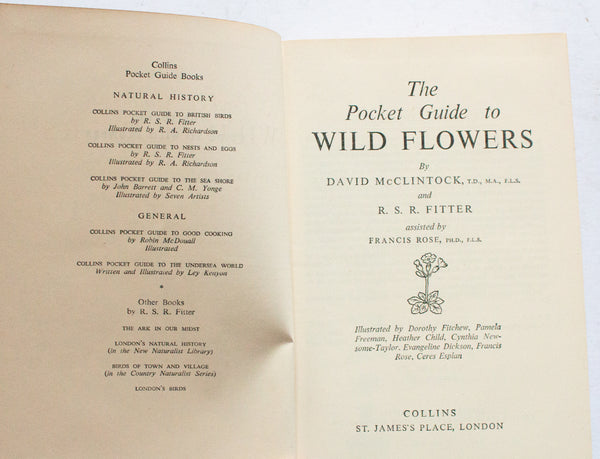 Collins
Pocket Guide Books
NATURAL HISTORY
COLLINS POCKET GUIDE TO BRITISH BIRDS
by R. S. R. Fitter
Illustrated by R. A. Richardson
COLLINS POCKET GUIDE TO NESTS AND EGGS
by R. S. R. Fitter
Illustrated by R. A. Richardson
COLLINS POCKET GUIDE TO THE SEA SHORE
by John Barrett and C. M. Yonge
Illustrated by Seven Artists
GENERAL
COLLINS POCKET GUIDE TO GOOD COOKING
by Robin McDouall
Illustrated
COLLINS POCKET GUIDE TO THE UNDERSEA WORLD
Written and Illustrated by Ley Kenyon
*
Other Books
by R. S. R. Fitter
THE ARK IN OUR MIDST
LONDON'S NATURAL HISTORY
(in the New Naturalist Library)
BIRDS OF TOWN AND VILLAGE
(in the Country Naturalist Series)
LONDON'S BIRDS
The
Pocket Guide to
WILD FLOWERS
By
DAVID McCLINTOCK, T.D., M.A., F.L.S.
and
R. S. R. FITTER
assisted by
FRANCIS ROSE, PH.D., F.L.S.
Illustrated by Dorothy Fitchew, Pamela
Freeman, Heather Child, Cynthia New-
some-Taylor, Evangeline Dickson, Francis
Rose, Ceres Esplan
COLLINS
ST. JAMES'S PLACE, LONDON